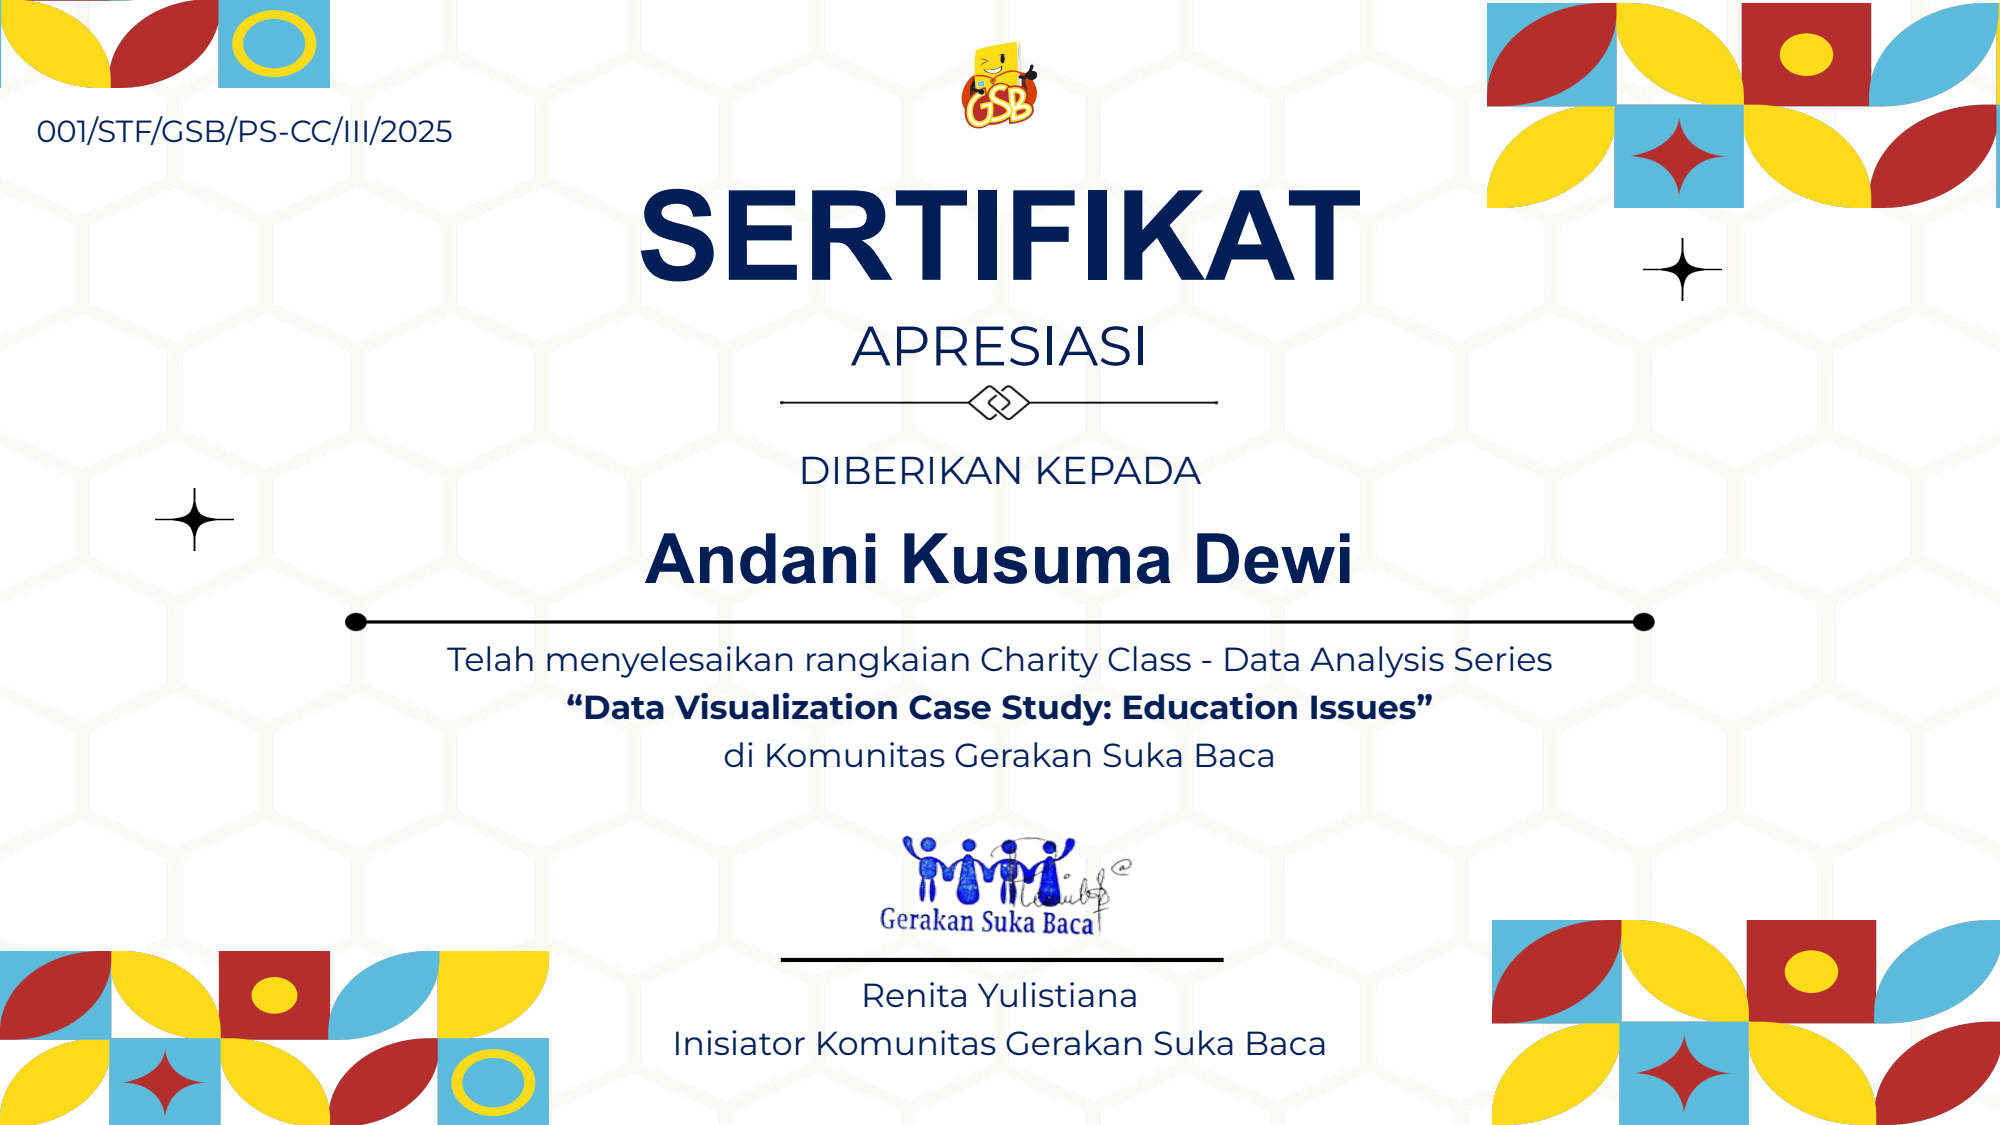 001/STF/GSB/PS-CC/III/2025
GSB
SERTIFIKAT
APRESIASI
DIBERIKAN KEPADA
Andani Kusuma Dewi
Telah menyelesaikan rangkaian Charity Class - Data Analysis Series
“Data Visualization Case Study: Education Issues”
di Komunitas Gerakan Suka Baca
Gerakan Suka Baca
Renita Yulistiana
Inisiator Komunitas Gerakan Suka Baca